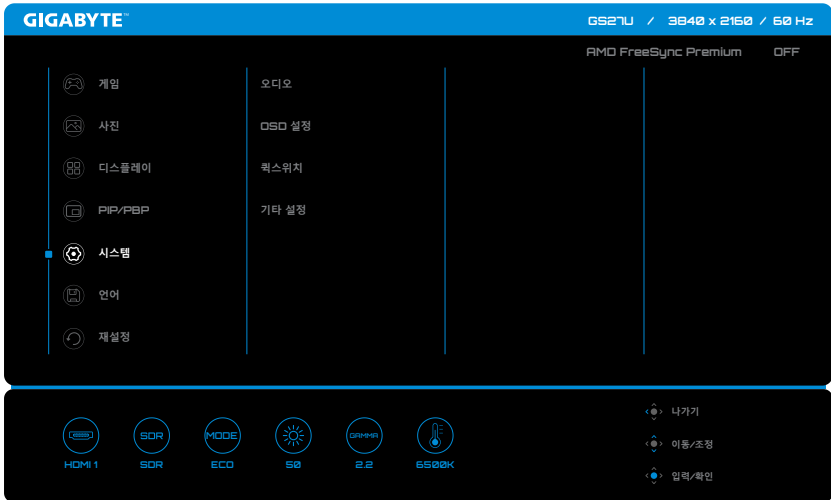 GIGABYTE™
GS27U / 3840 x 2160 / 60 Hz
AMD FreeSync Premium OFF
게임
사진
디스플레이
PIP/PBP
시스템
언어
재설정
오디오
OSD 설정
퀵스위치
기타 설정
SDR
MODE
GAMMA
HDMI 1
SDR
ECO
50
2.2
6500K
나가기
이동/조정
입력/확인